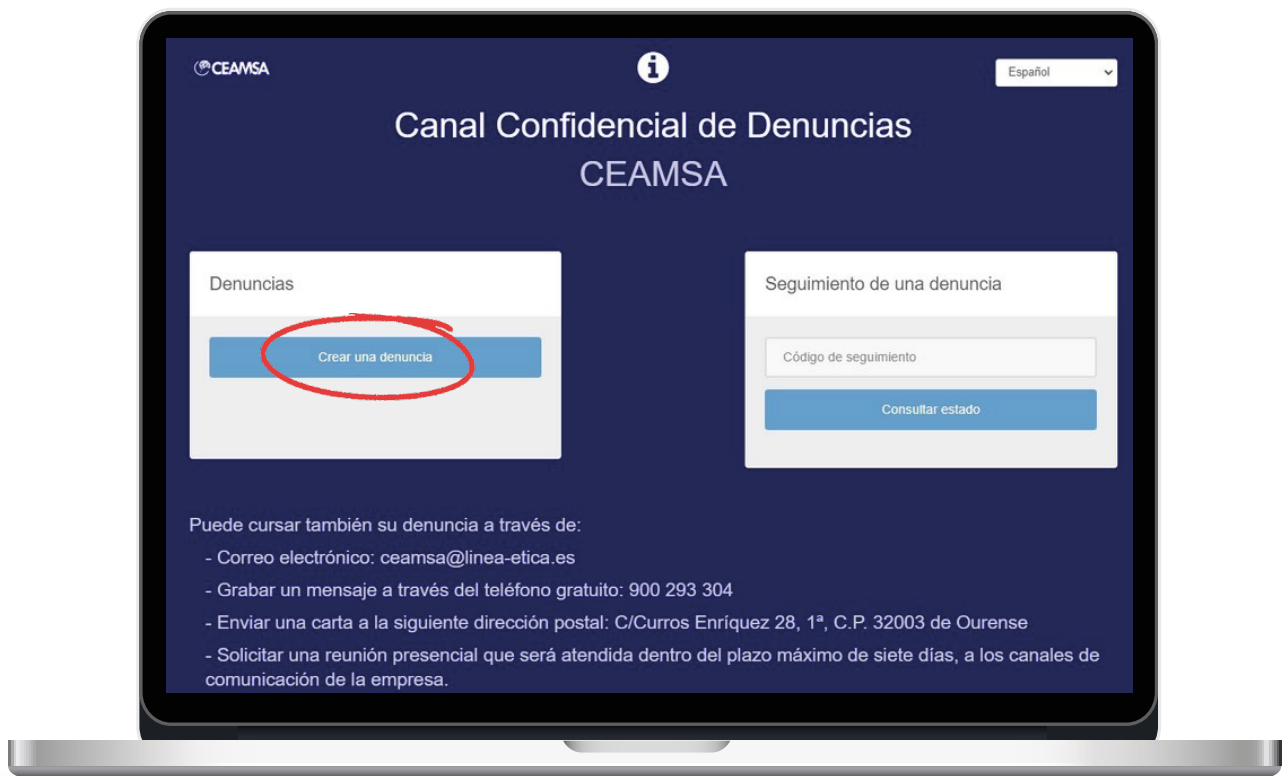 CEAMSA
Español
Canal Confidencial de Denuncias
CEAMSA
Denuncias
Crear una denuncia
Seguimiento de una denuncia
Código de seguimiento
Consultar estado
Puede cursar también su denuncia a través de:
- Correo electrónico: ceamsa@linea-etica.es
- Grabar un mensaje a través del teléfono gratuito: 900 293 304
- Enviar una carta a la siguiente dirección postal: C/Curros Enríquez 28, 1ª, C.P. 32003 de Ourense
- Solicitar una reunión presencial que será atendida dentro del plazo máximo de siete días, a los canales de
comunicación de la empresa.